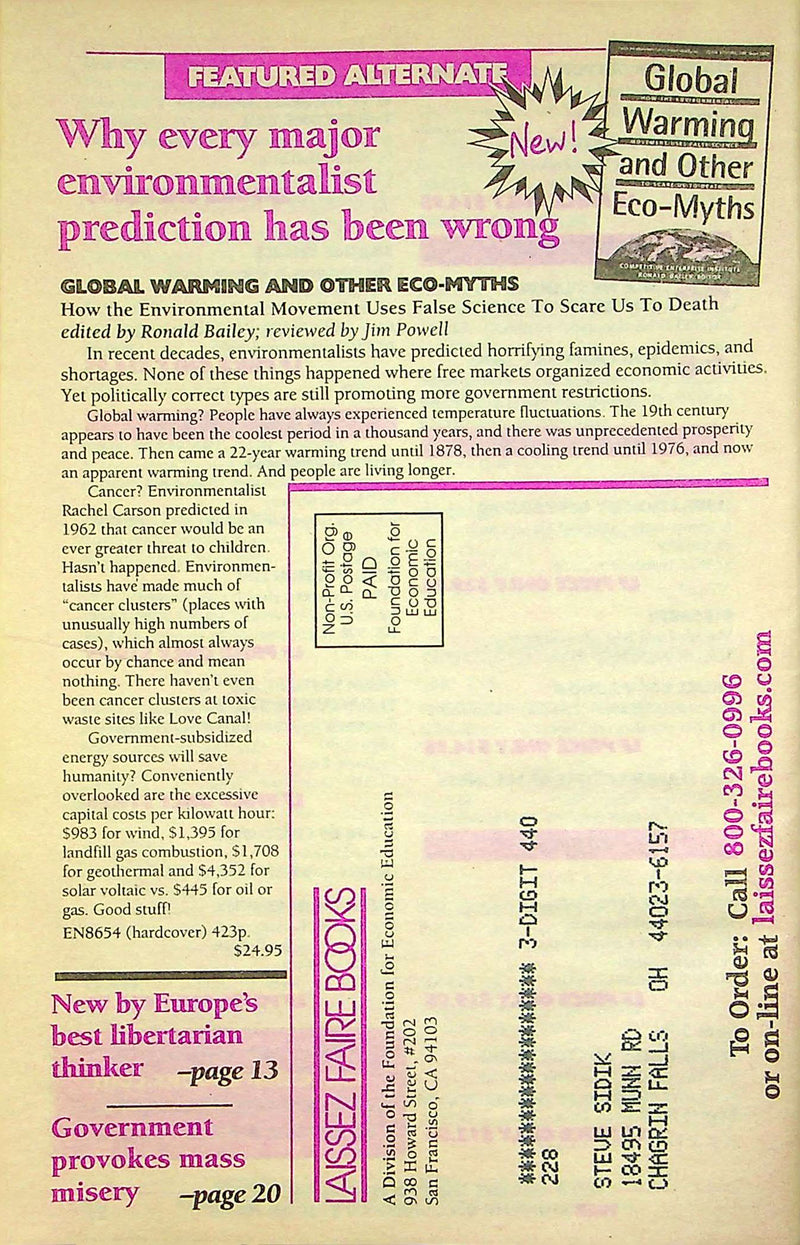 FEATURED ALTERNATE
Why every major
environmentalist
prediction has been wrong
New!
Global
Warming
and Other
Eco-Myths
COMPETITIVE ENTERPRISE INSTITUTE
RONALD BAILEY, EDITOR
GLOBAL WARMING AND OTHER ECO-MYTHS
How the Environmental Movement Uses False Science To Scare Us To Death
edited by Ronald Bailey; reviewed by Jim Powell
In recent decades, environmentalists have predicted horrifying famines, epidemics, and
shortages. None of these things happened where free markets organized economic activities.
Yet politically correct types are still promoting more government restrictions.
Global warming? People have always experienced temperature fluctuations. The 19th century
appears to have been the coolest period in a thousand years, and there was unprecedented prosperity
and peace. Then came a 22-year warming trend until 1878, then a cooling trend until 1976, and now
an apparent warming trend. And people are living longer.
Cancer? Environmentalist
Rachel Carson predicted in
1962 that cancer would be an
ever greater threat to children.
Hasn't happened. Environmen-
talists have made much of
"cancer clusters" (places with
unusually high numbers of
cases), which almost always
occur by chance and mean
nothing. There haven't even
been cancer clusters at toxic
waste sites like Love Canal!
Government-subsidized
energy sources will save
humanity? Conveniently
overlooked are the excessive
capital costs per kilowatt hour:
$983 for wind, $1,395 for
landfill gas combustion, $1,708
for geothermal and $4,352 for
solar voltaic vs. $445 for oil or
gas. Good stuff!
EN8654 (hardcover) 423p.
$24.95
New by Europe's
best libertarian
thinker –page 13
Government
provokes mass
misery –page 20
Non-Profit Org.
U.S. Postage
PAID
Foundation for
Economic
Education
LAISSEZ FAIRE BOOKS
A Division of the Foundation for Economic Education
938 Howard Street, #202
San Francisco, CA 94103
3-DIGIT 440
228
STEVE SIDIK
18495 MUNN RD
CHAGRIN FALLS OH 44023-6157
To Order: Call 800-326-0996
or on-line at laissezfairebooks.com